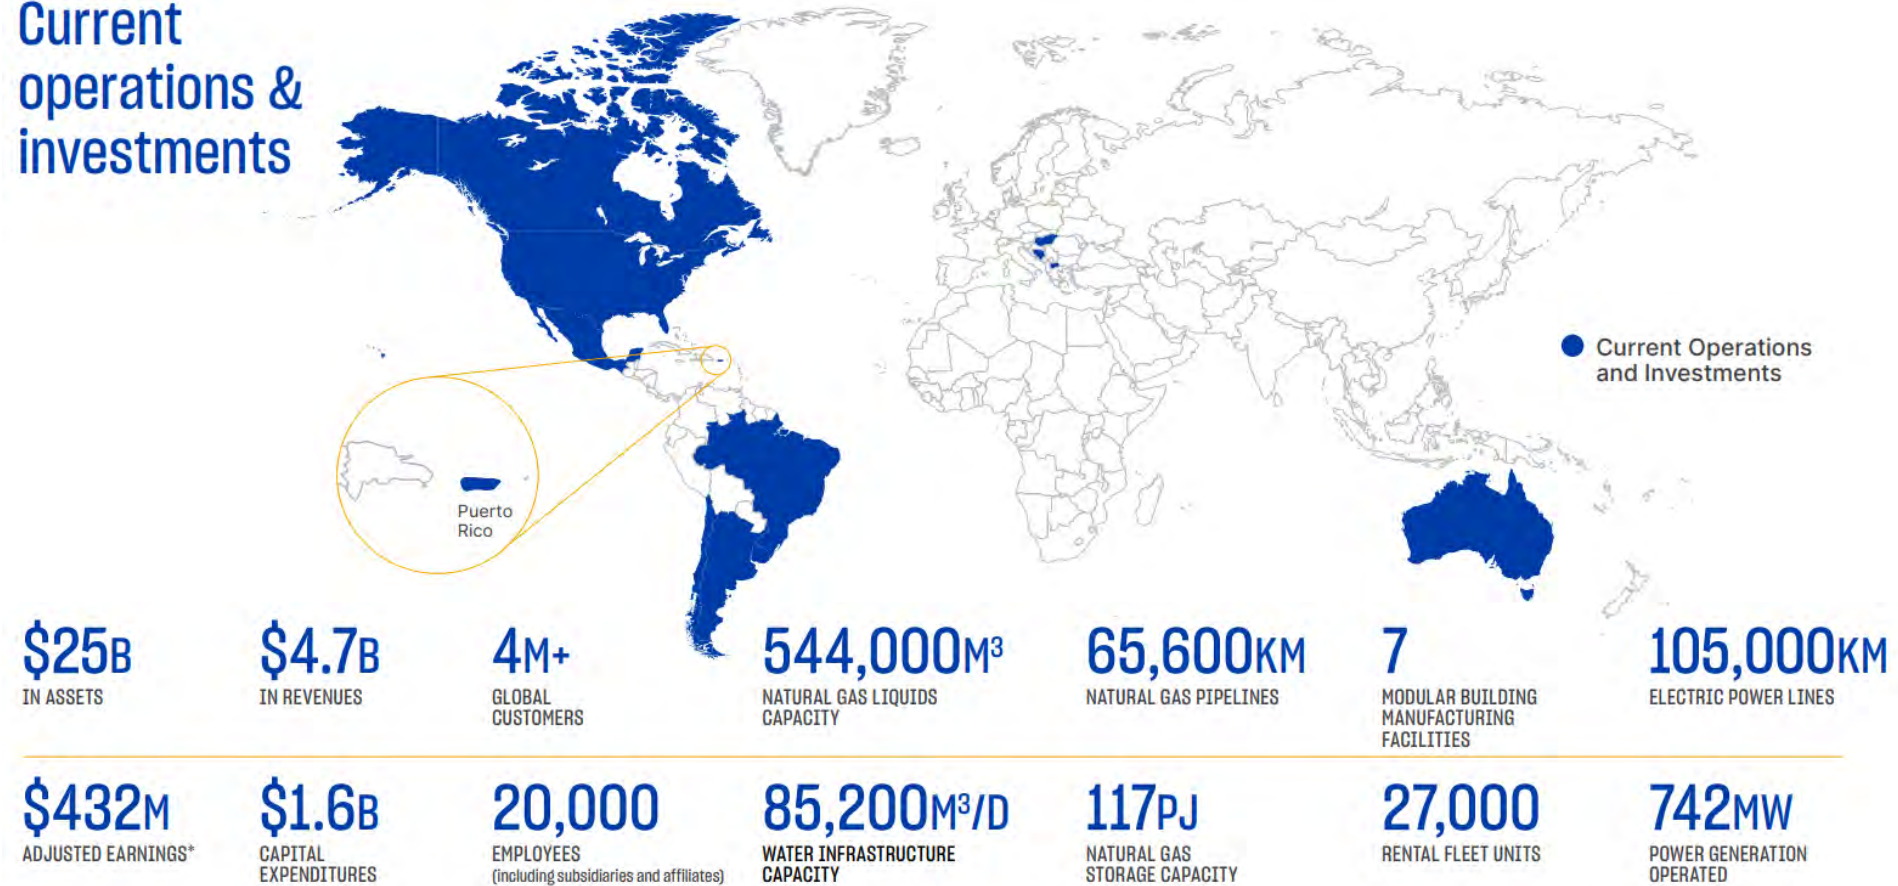 Current
operations &
investments
Current Operations
and Investments
Puerto
Rico
$25B
IN ASSETS
$4.7B
IN REVENUES
4M+
GLOBAL
CUSTOMERS
544,000M³
NATURAL GAS LIQUIDS
CAPACITY
65,600KM
NATURAL GAS PIPELINES
7
MODULAR BUILDING
MANUFACTURING
FACILITIES
105,000KM
ELECTRIC POWER LINES
$432M
ADJUSTED EARNINGS*
$1.6B
CAPITAL
EXPENDITURES
20,000
EMPLOYEES
(including subsidiaries and affiliates)
85,200M³/D
WATER INFRASTRUCTURE
CAPACITY
117PJ
NATURAL GAS
STORAGE CAPACITY
27,000
RENTAL FLEET UNITS
742MW
POWER GENERATION
OPERATED